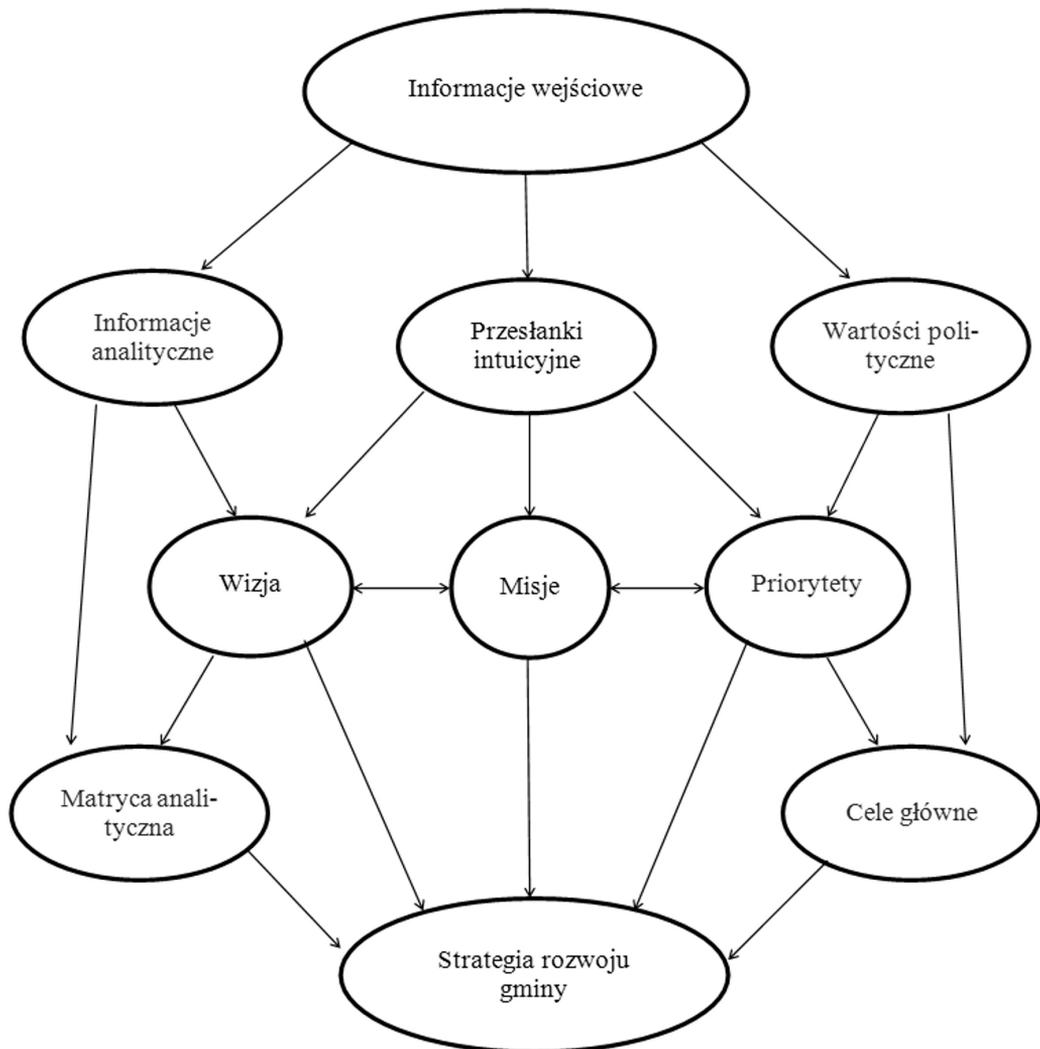 Informacje wejściowe
Informacje
analityczne
Przesłanki
intuicyjne
Wartości poli-
tyczne
Wizja
Misje
Priorytety
Matryca anali-
tyczna
Cele główne
Strategia rozwoju
gminy